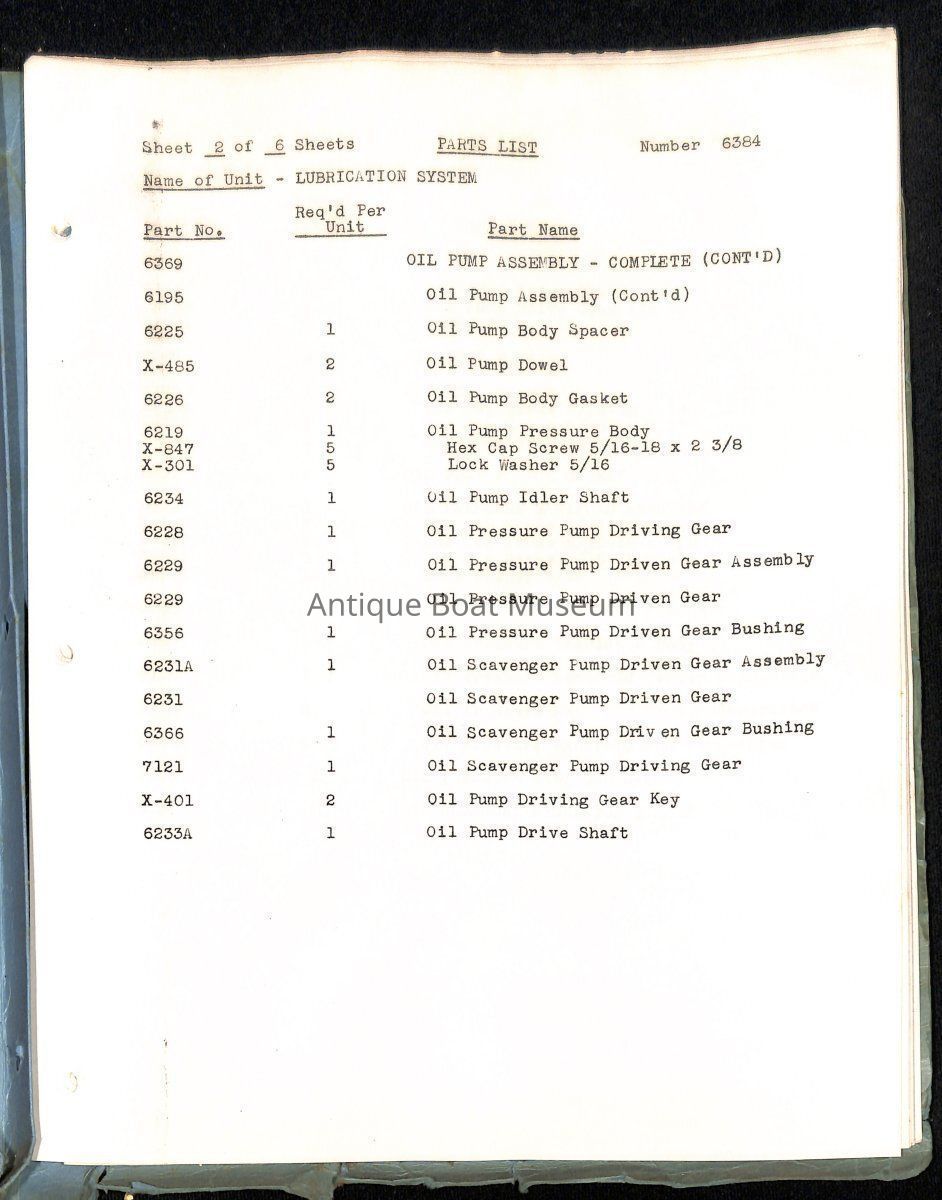 Sheet 2 of 6 Sheets PARTS LIST Number 6384
Name of Unit - LUBRICATION SYSTEM
Req'd Per
Part No. Unit Part Name
6369 OIL PUMP ASSEMBLY - COMPLETE (CONT'D)
6195 Oil Pump Assembly (Cont'd)
6225 1 Oil Pump Body Spacer
X-485 2 Oil Pump Dowel
6226 2 Oil Pump Body Gasket
6219 1 Oil Pump Pressure Body
X-847 5 Hex Cap Screw 5/16-18 x 2 3/8
X-301 5 Lock Washer 5/16
6234 1 Oil Pump Idler Shaft
6228 1 Oil Pressure Pump Driving Gear
6229 1 Oil Pressure Pump Driven Gear Assembly
6229 Oil Pressure Pump Driven Gear
Antique Boat Museum
6356 1 Oil Pressure Pump Driven Gear Bushing
6231A 1 Oil Scavenger Pump Driven Gear Assembly
6231 Oil Scavenger Pump Driven Gear
6366 1 Oil Scavenger Pump Driven Gear Bushing
7121 1 Oil Scavenger Pump Driving Gear
X-401 2 Oil Pump Driving Gear Key
6233A 1 Oil Pump Drive Shaft